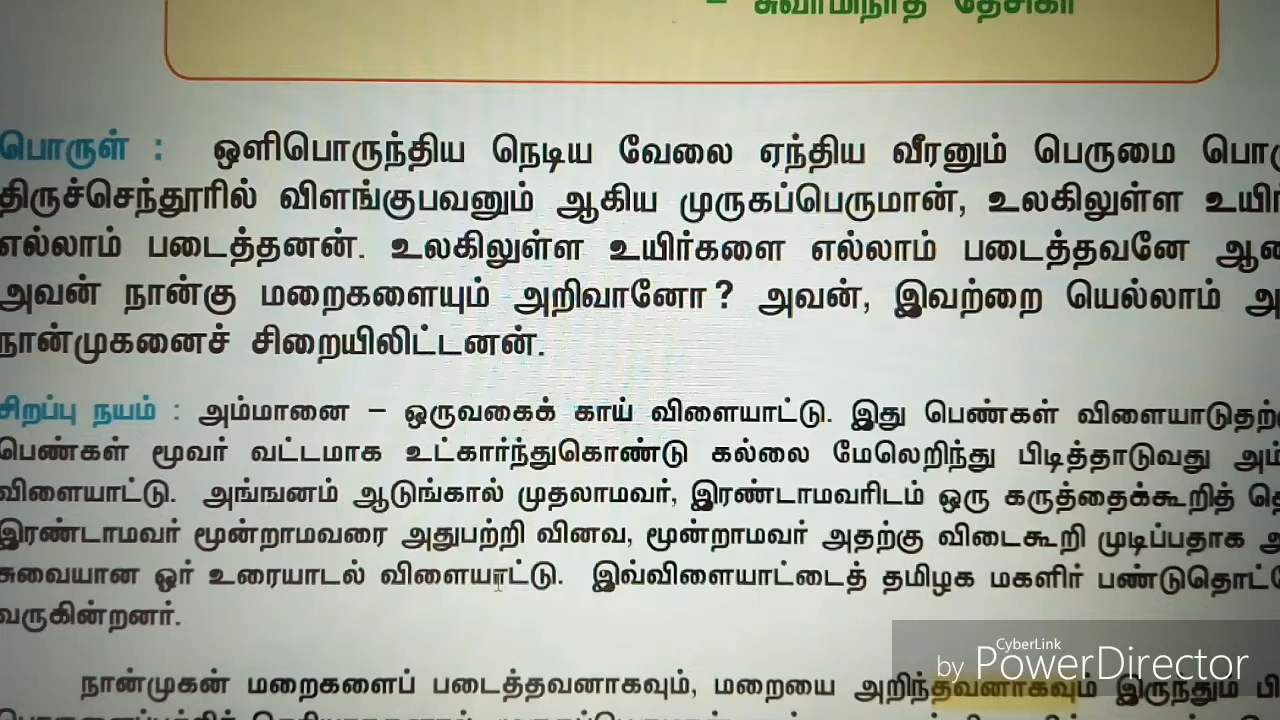 – சுவாமிநாத தேசிகர்
பொருள் : ஒளிபொருந்திய நெடிய வேலை ஏந்திய வீரனும் பெருமை
திருச்செந்தூரில் விளங்குபவனும் ஆகிய முருகப்பெருமான், உலகிலுள்ள
எல்லாம் படைத்தனன். உலகிலுள்ள உயிர்களை எல்லாம் படைத்தவனே
அவன் நான்கு மறைகளையும் அறிவானோ? அவன், இவற்றை யெல்லாம்
நான்முகனைச் சிறையிலிட்டனன்.
சிறப்பு நயம் : அம்மானை – ஒருவகைக் காய் விளையாட்டு. இது பெண்கள்
பெண்கள் மூவர் வட்டமாக உட்கார்ந்துகொண்டு கல்லை மேலெறிந்து பிடித்தாடுவது
விளையாட்டு. அங்ஙனம் ஆடுங்கால் முதலாமவர், இரண்டாமவரிடம் ஒரு கருத்தைக்கூறித்
இரண்டாமவர் மூன்றாமவரை அதுபற்றி வினவ, மூன்றாமவர் அதற்கு விடைகூறி முடிப்பதாக
சுவையான ஓர் உரையாடல் விளையாட்டு. இவ்விளையாட்டைத் தமிழக மகளிர்
வருகின்றனர்.
நான்முகன் மறைகளைப் படைத்தவனாகவும், மறையை அறிந்தவனாகவும் இருந்தும்
CyberLink
by PowerDirector